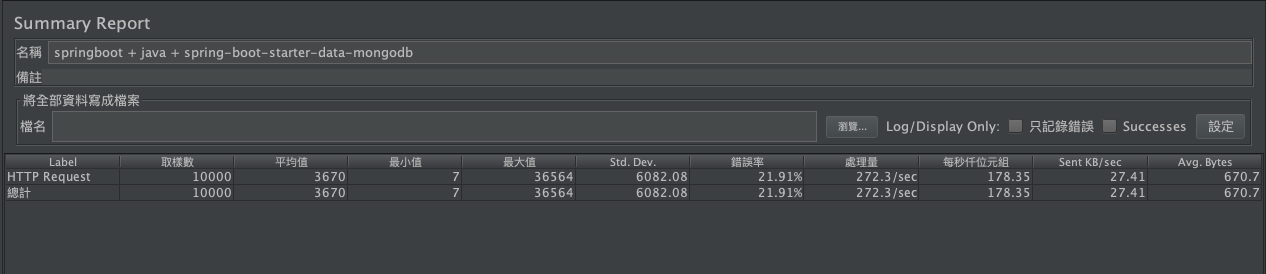 Summary Report
名稱 springboot + java + spring-boot-starter-data-mongodb
備註
將全部資料寫成檔案
檔名 瀏覽... Log/Display Only: 只記錄錯誤 Successes 設定
Label 取樣數 平均值 最小值 最大值 Std. Dev. 錯誤率 處理量 每秒仟位元組 Sent KB/sec Avg. Bytes
HTTP Request 10000 3670 7 36564 6082.08 21.91% 272.3/sec 178.35 27.41 670.7
總計 10000 3670 7 36564 6082.08 21.91% 272.3/sec 178.35 27.41 670.7